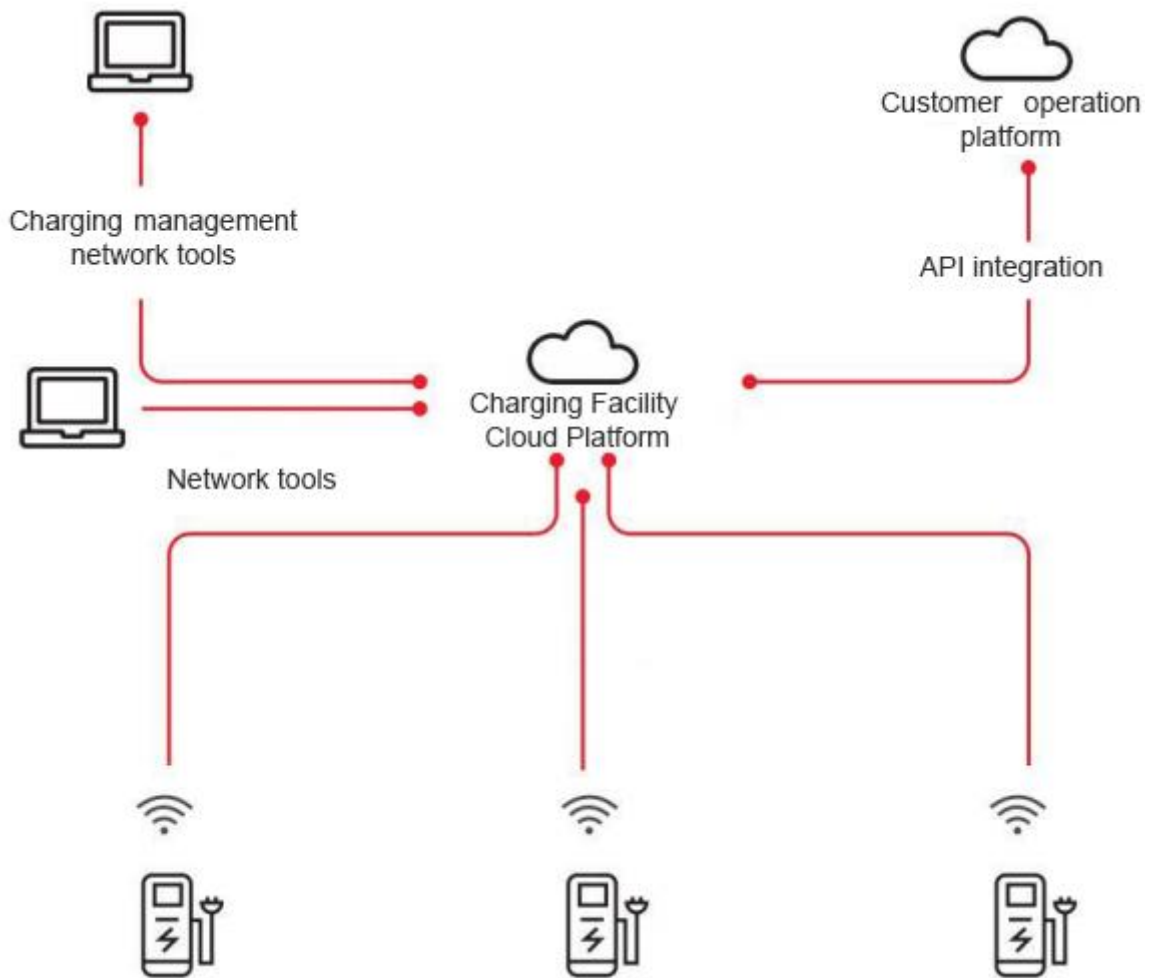 Customer operation
platform
Charging management
network tools
API integration
Charging Facility
Cloud Platform
Network tools